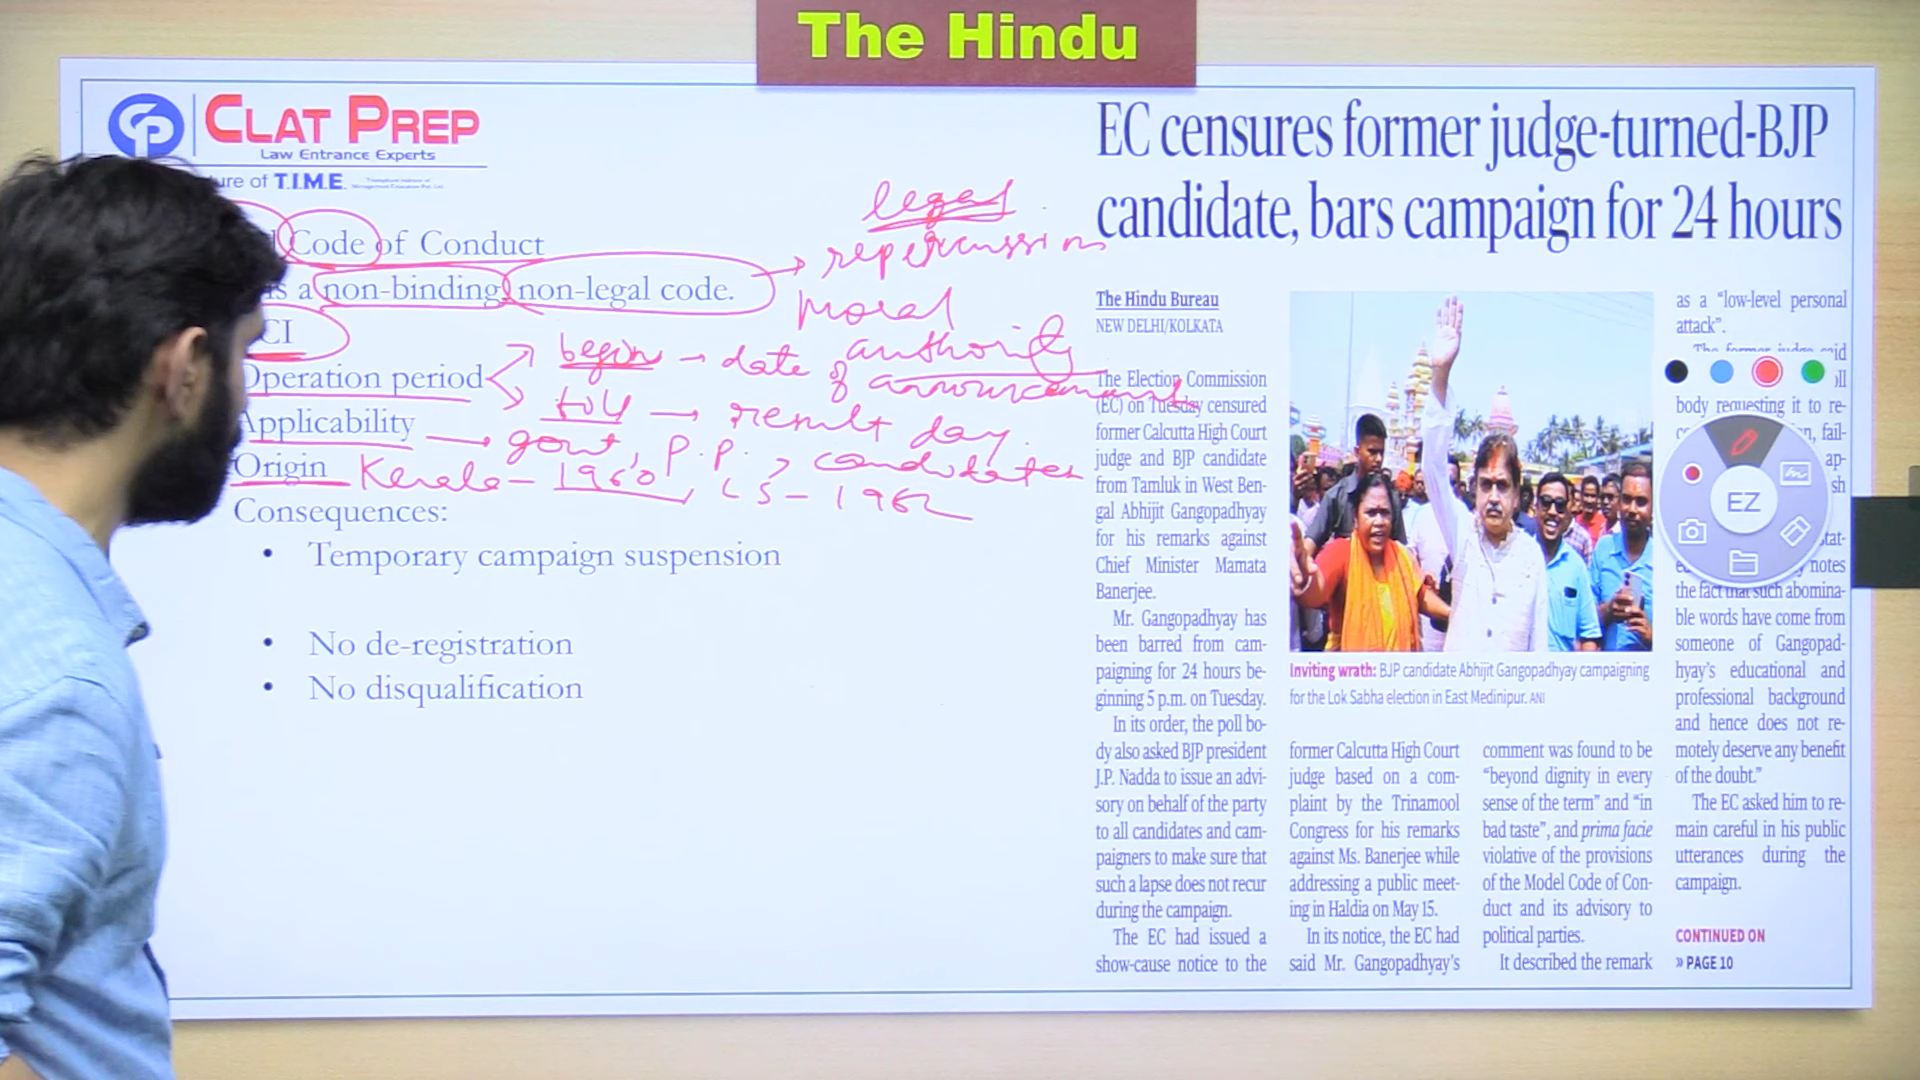 The Hindu
CLAT PREP
Law Entrance Experts
ure of T.I.M.E.
Code of Conduct
s a non-binding, non-legal code.
CI
Operation period
Applicability
Origin
Consequences:
• Temporary campaign suspension
• No de-registration
• No disqualification
legal
repercussion
moral
authority
begin → date of announcement
till → result day.
govt, P.P., candidates
Kerala - 1960, LS - 1962
EC censures former judge-turned-BJP
candidate, bars campaign for 24 hours
The Hindu Bureau
NEW DELHI/KOLKATA
The Election Commission
(EC) on Tuesday censured
former Calcutta High Court
judge and BJP candidate
from Tamluk in West Ben-
gal Abhijit Gangopadhyay
for his remarks against
Chief Minister Mamata
Banerjee.
Mr. Gangopadhyay has
been barred from cam-
paigning for 24 hours be-
ginning 5 p.m. on Tuesday.
In its order, the poll bo-
dy also asked BJP president
J.P. Nadda to issue an advi-
sory on behalf of the party
to all candidates and cam-
paigners to make sure that
such a lapse does not recur
during the campaign.
The EC had issued a
show-cause notice to the
Inviting wrath: BJP candidate Abhijit Gangopadhyay campaigning
for the Lok Sabha election in East Medinipur. ANI
former Calcutta High Court
judge based on a com-
plaint by the Trinamool
Congress for his remarks
against Ms. Banerjee while
addressing a public meet-
ing in Haldia on May 15.
In its notice, the EC had
said Mr. Gangopadhyay's
comment was found to be
"beyond dignity in every
sense of the term" and "in
bad taste", and prima facie
violative of the provisions
of the Model Code of Con-
duct and its advisory to
political parties.
It described the remark
as a "low-level personal
attack".
The former judge said
body requesting it to re-
n, fail-
ap-
sh
tat-
notes
the fact that such abomina-
ble words have come from
someone of Gangopad-
hyay's educational and
professional background
and hence does not re-
motely deserve any benefit
of the doubt."
The EC asked him to re-
main careful in his public
utterances during the
campaign.
CONTINUED ON
» PAGE 10
EZ